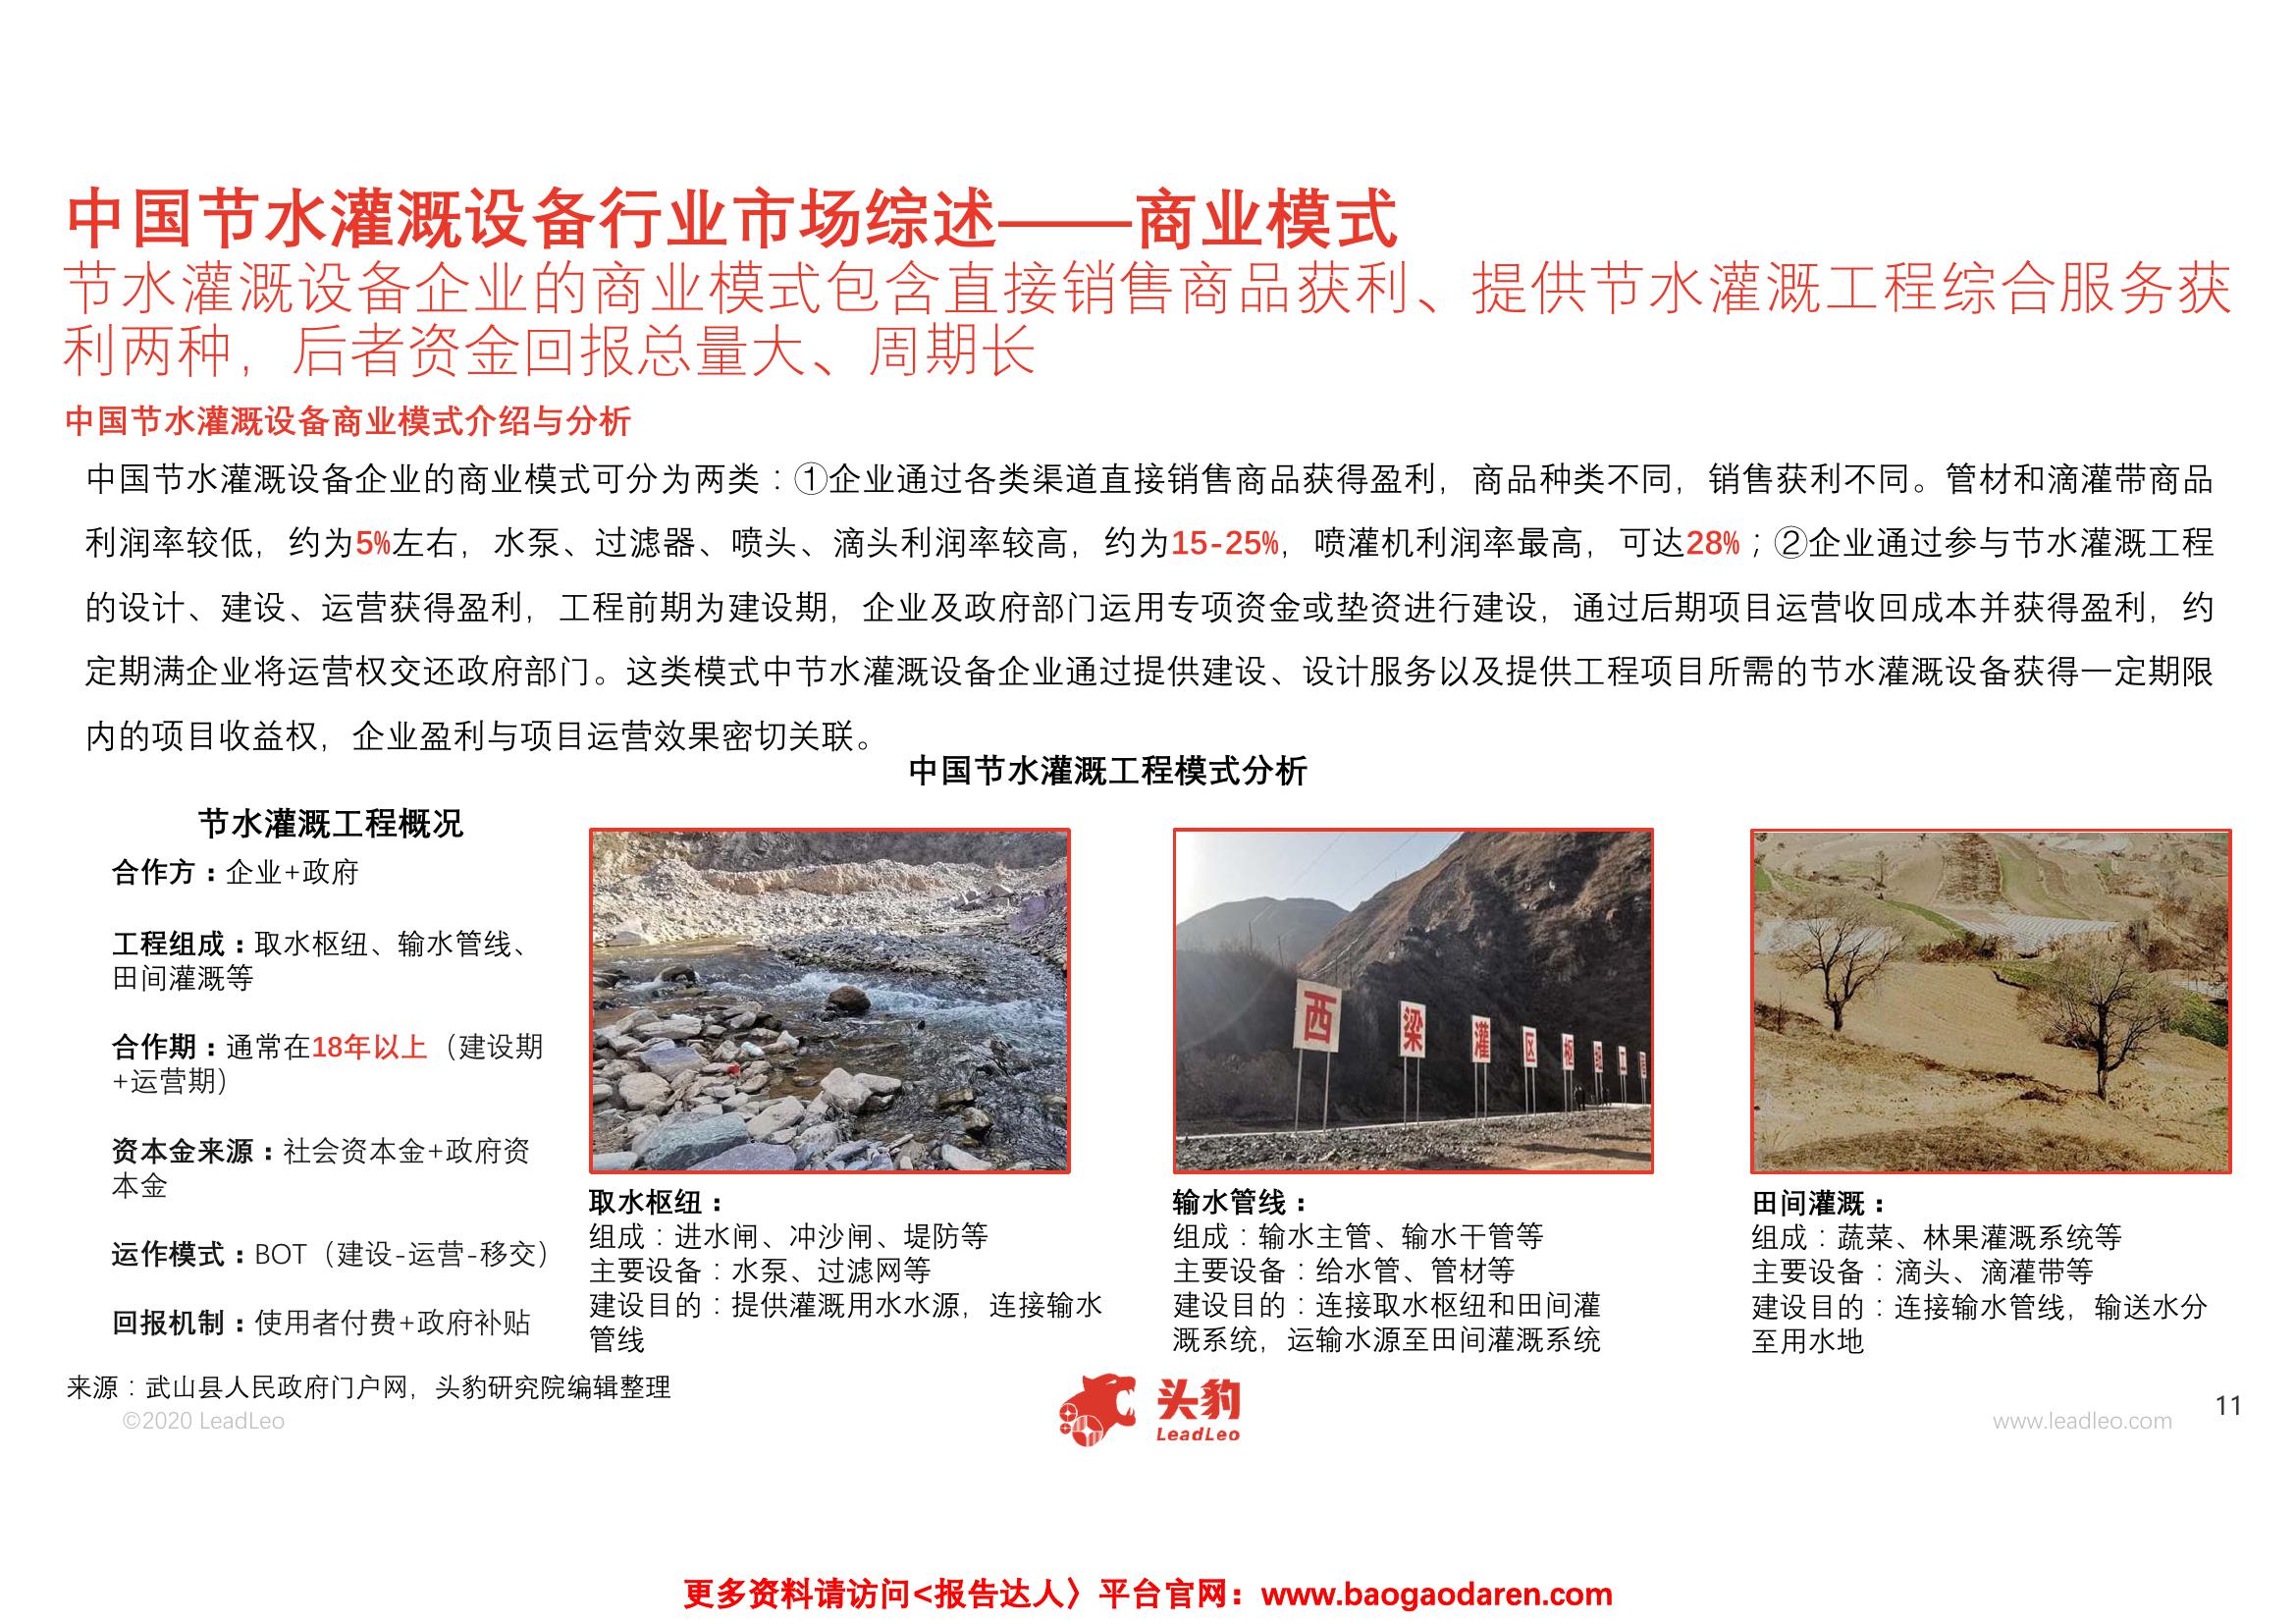 中国节水灌溉设备行业市场综述——商业模式
节水灌溉设备企业的商业模式包含直接销售商品获利、提供节水灌溉工程综合服务获
利两种，后者资金回报总量大、周期长
中国节水灌溉设备商业模式介绍与分析
中国节水灌溉设备企业的商业模式可分为两类：①企业通过各类渠道直接销售商品获得盈利，商品种类不同，销售获利不同。管材和滴灌带商品
利润率较低，约为5%左右，水泵、过滤器、喷头、滴头利润率较高，约为15-25%，喷灌机利润率最高，可达28%；②企业通过参与节水灌溉工程
的设计、建设、运营获得盈利，工程前期为建设期，企业及政府部门运用专项资金或垫资进行建设，通过后期项目运营收回成本并获得盈利，约
定期满企业将运营权交还政府部门。这类模式中节水灌溉设备企业通过提供建设、设计服务以及提供工程项目所需的节水灌溉设备获得一定期限
内的项目收益权，企业盈利与项目运营效果密切关联。
中国节水灌溉工程模式分析
节水灌溉工程概况
合作方：企业+政府
工程组成：取水枢纽、输水管线、
田间灌溉等
合作期：通常在18年以上（建设期
+运营期）
资本金来源：社会资本金+政府资
本金
运作模式：BOT（建设-运营-移交）
回报机制：使用者付费+政府补贴
取水枢纽：
组成：进水闸、冲沙闸、堤防等
主要设备：水泵、过滤网等
建设目的：提供灌溉用水水源，连接输水
管线
西梁灌区枢纽工
输水管线：
组成：输水主管、输水干管等
主要设备：给水管、管材等
建设目的：连接取水枢纽和田间灌
溉系统，运输水源至田间灌溉系统
田间灌溉：
组成：蔬菜、林果灌溉系统等
主要设备：滴头、滴灌带等
建设目的：连接输水管线，输送水分
至用水地
来源：武山县人民政府门户网，头豹研究院编辑整理
©2020 LeadLeo
头豹
LeadLeo
www.leadleo.com
11
更多资料请访问<报告达人〉平台官网：www.baogaodaren.com